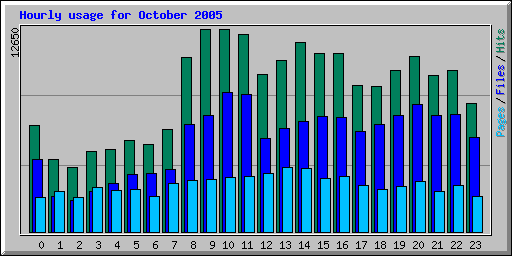 Hourly usage for October 2005
12650
Pages/Files/Hits
0 1 2 3 4 5 6 7 8 9 10 11 12 13 14 15 16 17 18 19 20 21 22 23